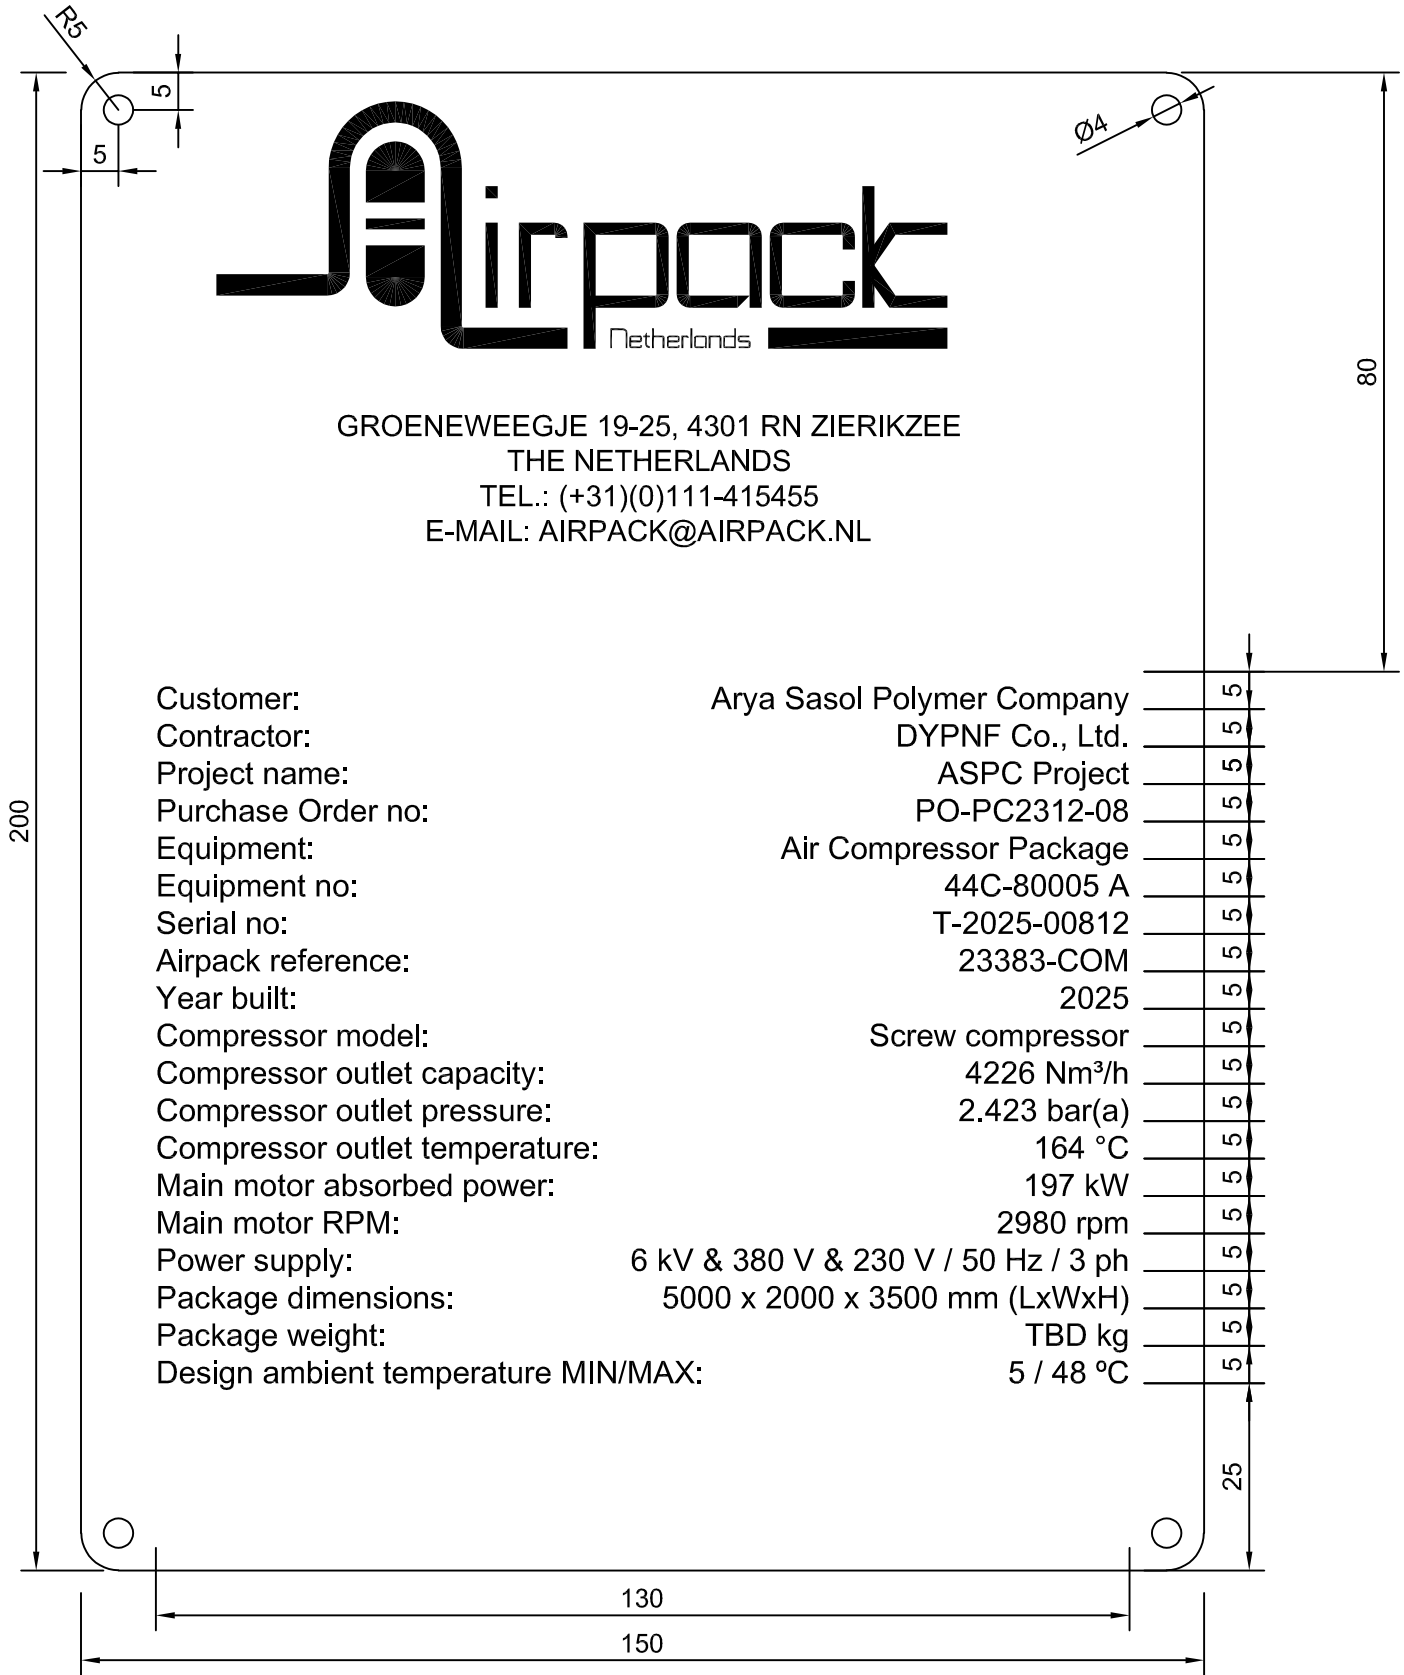 R5
5
5
Ø4
Airpack
Netherlands
80
GROENEWEEGJE 19-25, 4301 RN ZIERIKZEE
THE NETHERLANDS
TEL.: (+31)(0)111-415455
E-MAIL: AIRPACK@AIRPACK.NL
200
Customer: Arya Sasol Polymer Company 5
Contractor: DYPNF Co., Ltd. 5
Project name: ASPC Project 5
Purchase Order no: PO-PC2312-08 5
Equipment: Air Compressor Package 5
Equipment no: 44C-80005 A 5
Serial no: T-2025-00812 5
Airpack reference: 23383-COM 5
Year built: 2025 5
Compressor model: Screw compressor 5
Compressor outlet capacity: 4226 Nm³/h 5
Compressor outlet pressure: 2.423 bar(a) 5
Compressor outlet temperature: 164 °C 5
Main motor absorbed power: 197 kW 5
Main motor RPM: 2980 rpm 5
Power supply: 6 kV & 380 V & 230 V / 50 Hz / 3 ph 5
Package dimensions: 5000 x 2000 x 3500 mm (LxWxH) 5
Package weight: TBD kg 5
Design ambient temperature MIN/MAX: 5 / 48 ºC 5
25
130
150